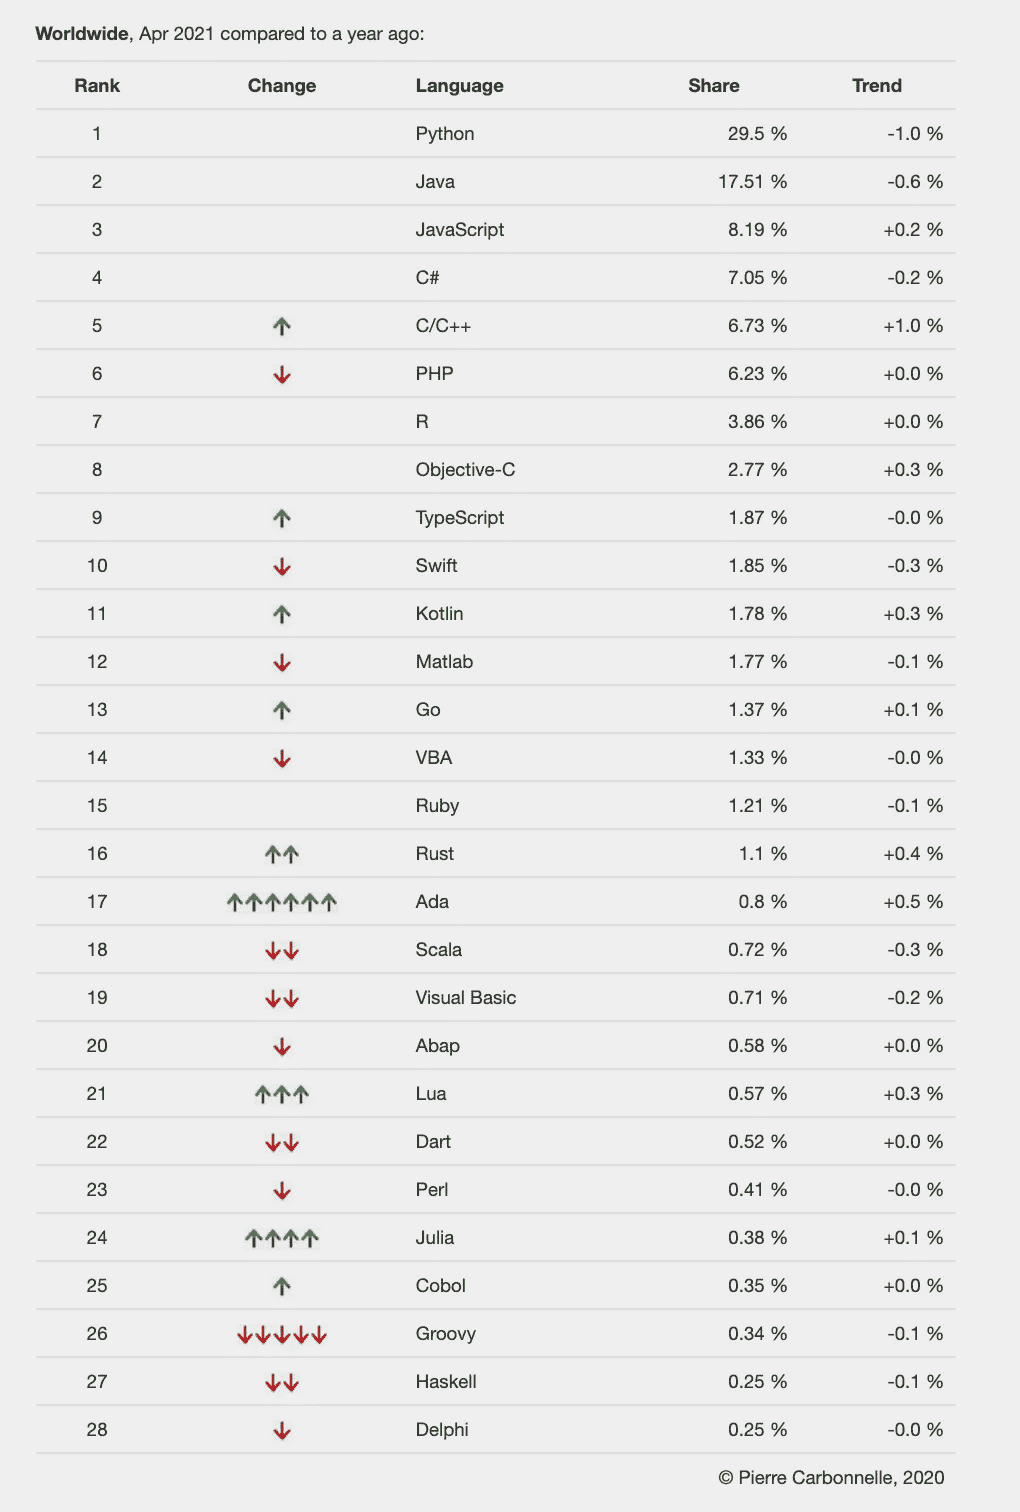 Worldwide, Apr 2021 compared to a year ago:
Rank Change Language Share Trend
1 Python 29.5 % -1.0 %
2 Java 17.51 % -0.6 %
3 JavaScript 8.19 % +0.2 %
4 C# 7.05 % -0.2 %
5 ↑ C/C++ 6.73 % +1.0 %
6 ↓ PHP 6.23 % +0.0 %
7 R 3.86 % +0.0 %
8 Objective-C 2.77 % +0.3 %
9 ↑ TypeScript 1.87 % -0.0 %
10 ↓ Swift 1.85 % -0.3 %
11 ↑ Kotlin 1.78 % +0.3 %
12 ↓ Matlab 1.77 % -0.1 %
13 ↑ Go 1.37 % +0.1 %
14 ↓ VBA 1.33 % -0.0 %
15 Ruby 1.21 % -0.1 %
16 ↑↑ Rust 1.1 % +0.4 %
17 ↑↑↑↑↑↑ Ada 0.8 % +0.5 %
18 ↓↓ Scala 0.72 % -0.3 %
19 ↓↓ Visual Basic 0.71 % -0.2 %
20 ↓ Abap 0.58 % +0.0 %
21 ↑↑↑ Lua 0.57 % +0.3 %
22 ↓↓ Dart 0.52 % +0.0 %
23 ↓ Perl 0.41 % -0.0 %
24 ↑↑↑↑ Julia 0.38 % +0.1 %
25 ↑ Cobol 0.35 % +0.0 %
26 ↓↓↓↓↓ Groovy 0.34 % -0.1 %
27 ↓↓ Haskell 0.25 % -0.1 %
28 ↓ Delphi 0.25 % -0.0 %
© Pierre Carbonnelle, 2020